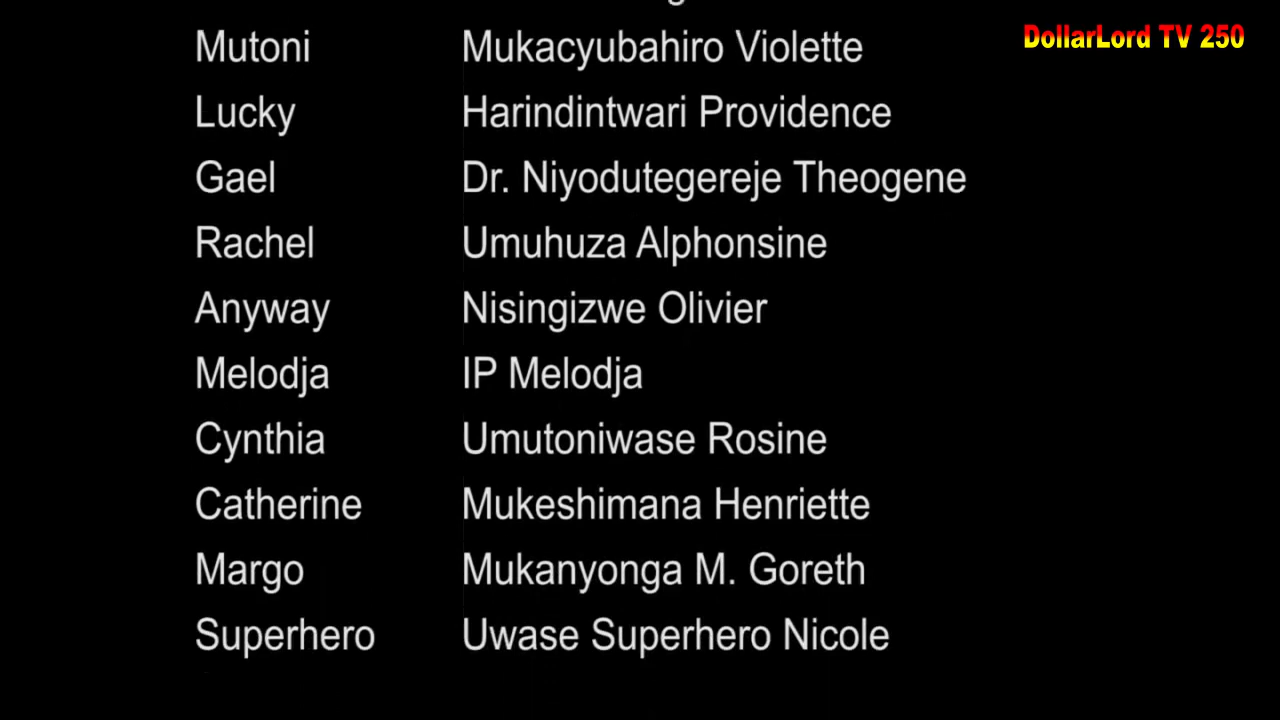 DollarLord TV 250
Mutoni Mukacyubahiro Violette
Lucky Harindintwari Providence
Gael Dr. Niyodutegereje Theogene
Rachel Umuhuza Alphonsine
Anyway Nisingizwe Olivier
Melodja IP Melodja
Cynthia Umutoniwase Rosine
Catherine Mukeshimana Henriette
Margo Mukanyonga M. Goreth
Superhero Uwase Superhero Nicole